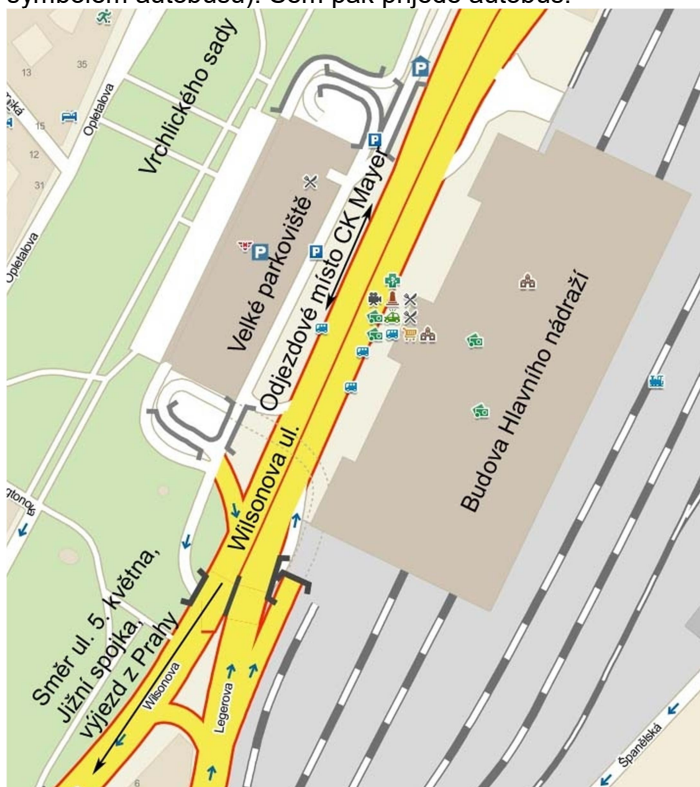 symbolem autobusu). Sem pak přijede autobus.
Vrchlického sady
Opletalova
13
35
15
12
31
Opletalova
Odjezdové místo CK Mayer
Velké parkoviště
P
P
P
P
Budova Hlavního nádraží
Wilsonova ul.
Směr ul. 5. května,
Jižní spojka,
výjezd z Prahy
Wilsonova
Legerova
Španělská
6